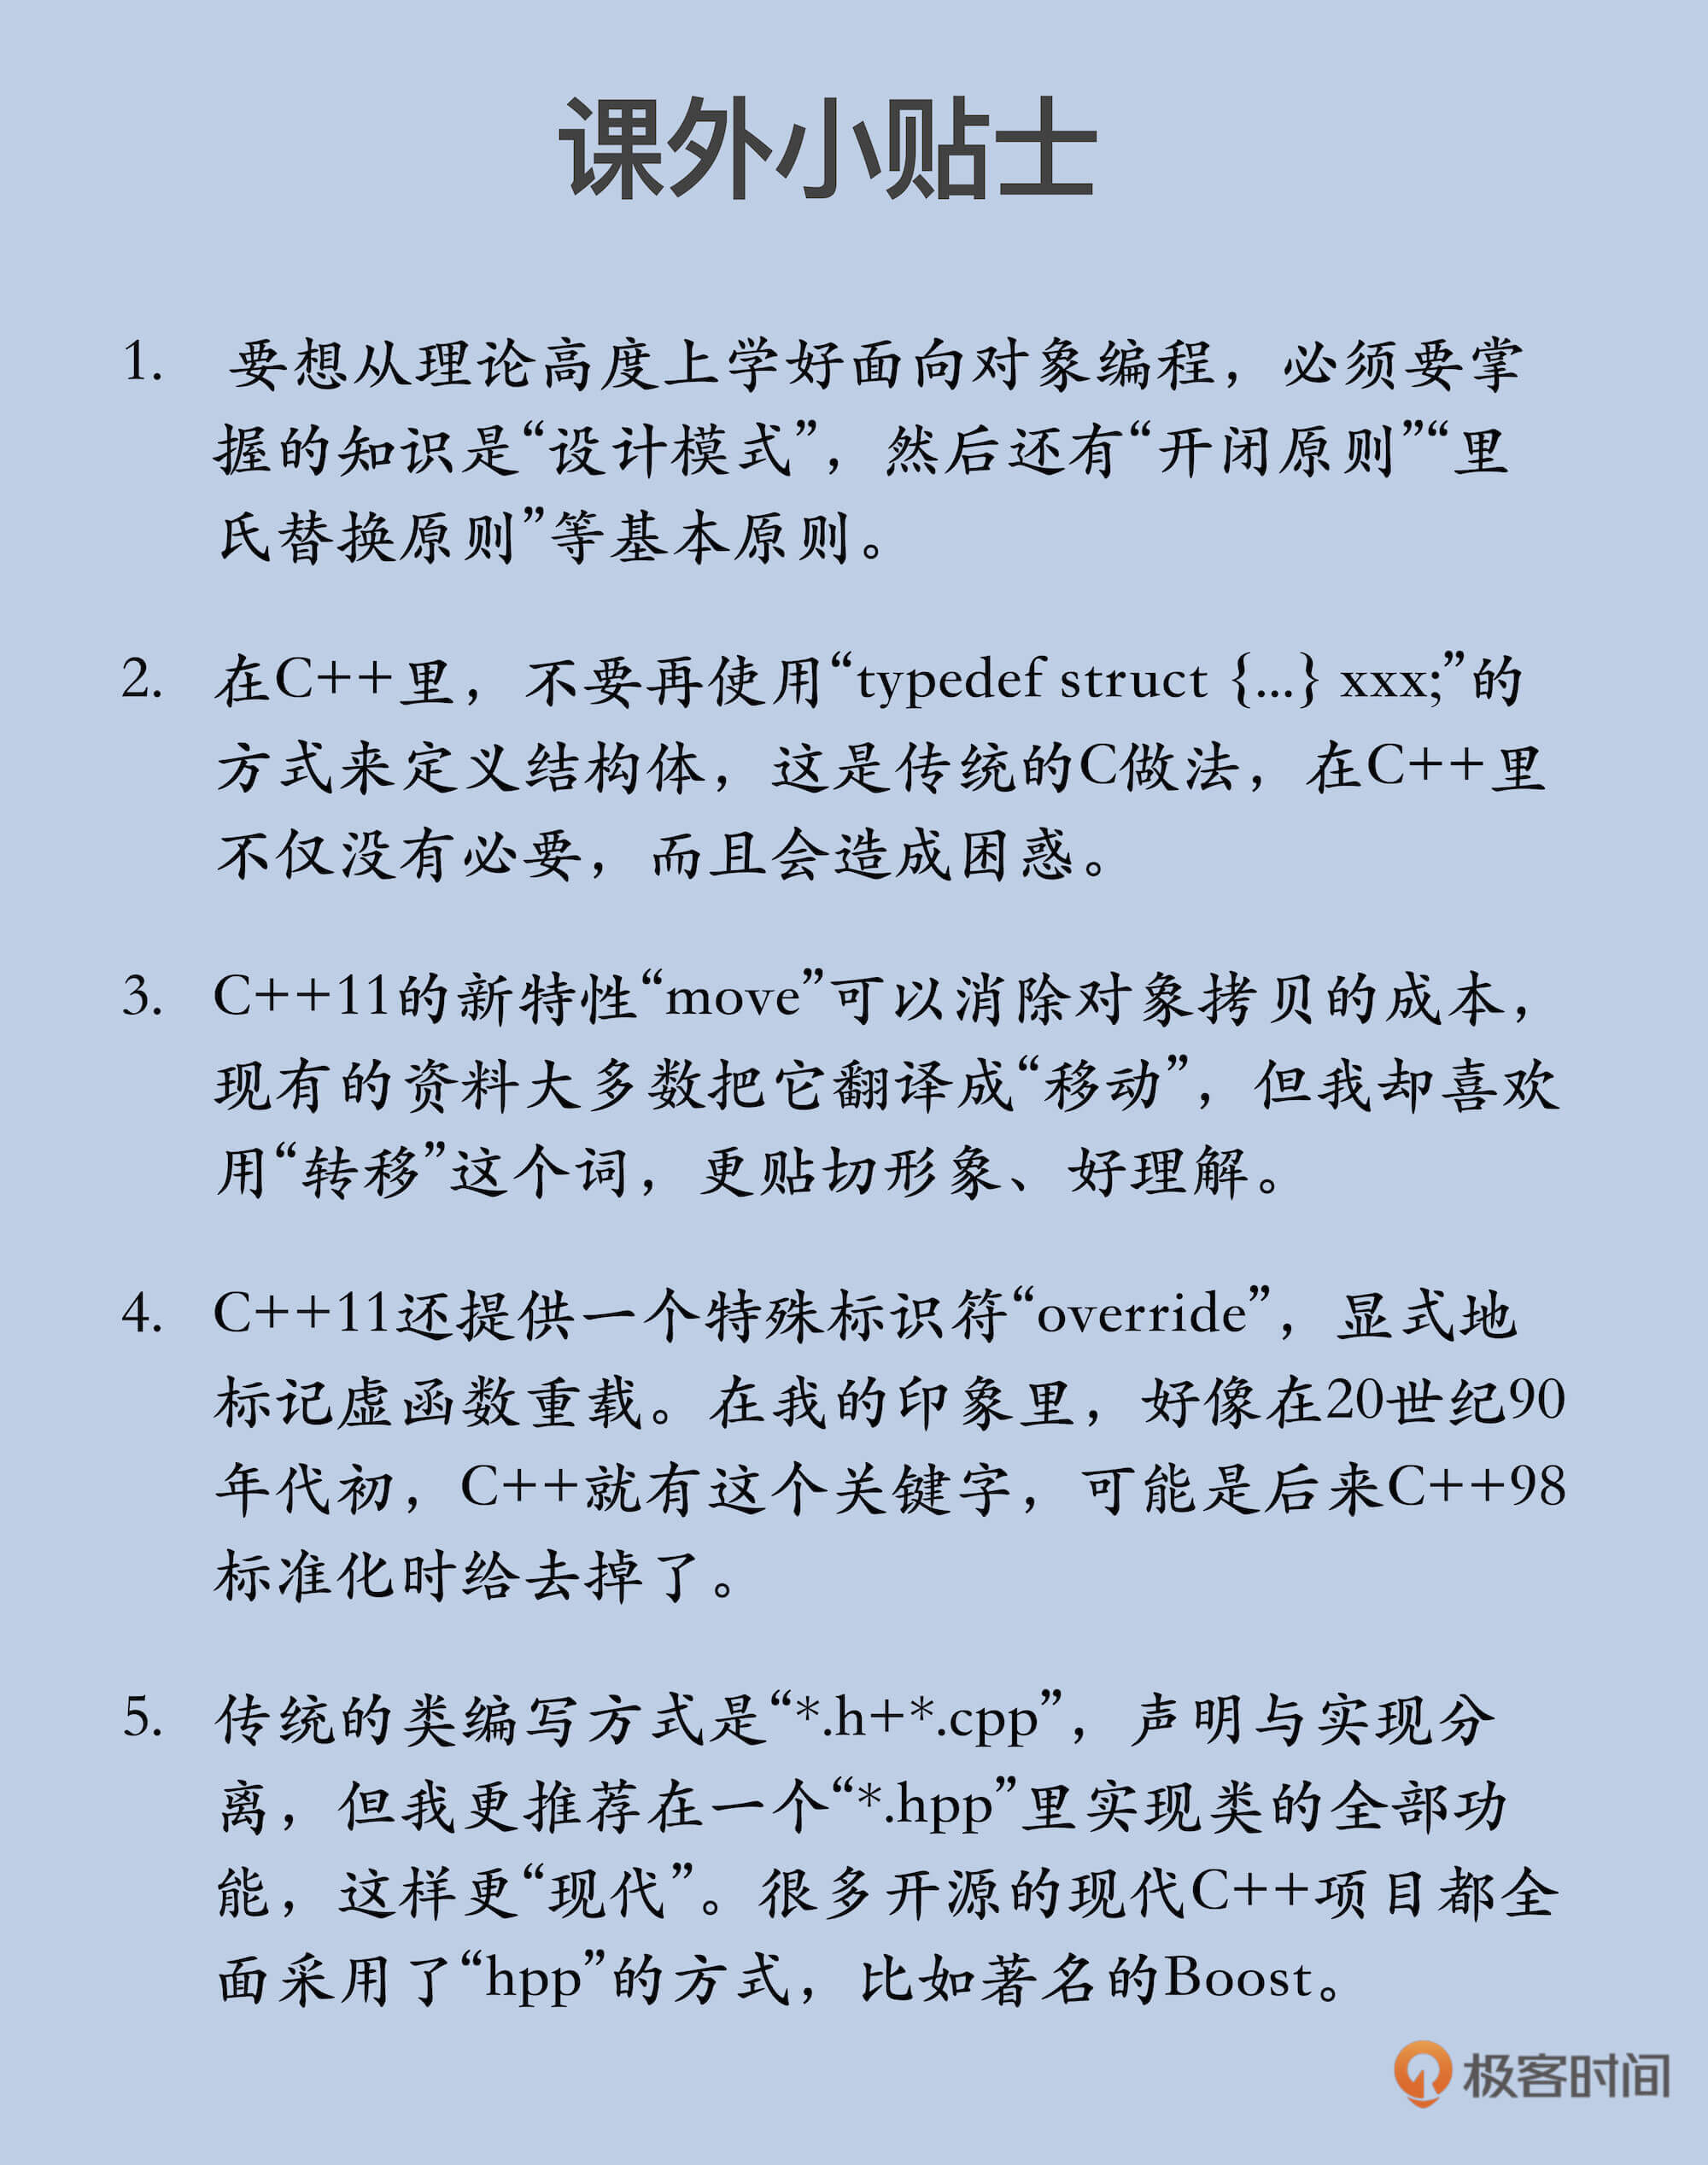 课外小贴士
1. 要想从理论高度上学好面向对象编程，必须要掌
握的知识是“设计模式”，然后还有“开闭原则”“里
氏替换原则”等基本原则。
2. 在C++里，不要再使用“typedef struct {...} xxx;”的
方式来定义结构体，这是传统的C做法，在C++里
不仅没有必要，而且会造成困惑。
3. C++11的新特性“move”可以消除对象拷贝的成本，
现有的资料大多数把它翻译成“移动”，但我却喜欢
用“转移”这个词，更贴切形象、好理解。
4. C++11还提供一个特殊标识符“override”，显式地
标记虚函数重载。在我的印象里，好像在20世纪90
年代初，C++就有这个关键字，可能是后来C++98
标准化时给去掉了。
5. 传统的类编写方式是“*.h+*.cpp”，声明与实现分
离，但我更推荐在一个“*.hpp”里实现类的全部功
能，这样更“现代”。很多开源的现代C++项目都全
面采用了“hpp”的方式，比如著名的Boost。
极客时间